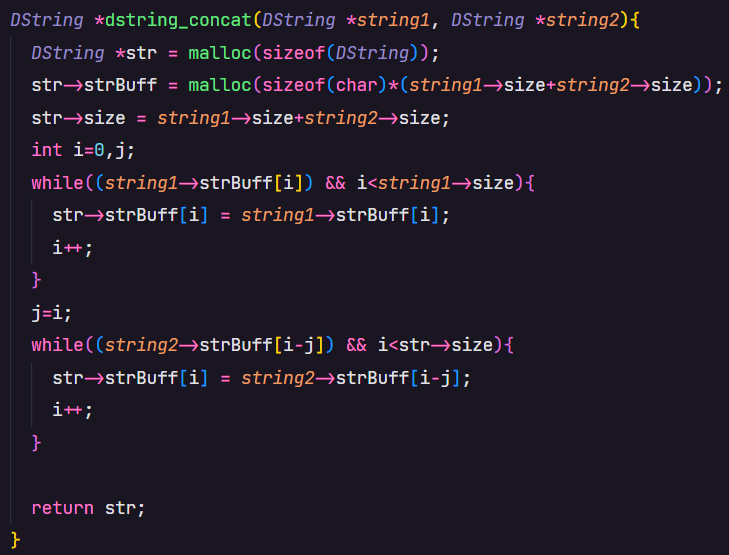 DString *dstring_concat(DString *string1, DString *string2){
  DString *str = malloc(sizeof(DString));
  str->strBuff = malloc(sizeof(char)*(string1->size+string2->size));
  str->size = string1->size+string2->size;
  int i=0,j;
  while((string1->strBuff[i]) && i<string1->size){
    str->strBuff[i] = string1->strBuff[i];
    i++;
  }
  j=i;
  while((string2->strBuff[i-j]) && i<str->size){
    str->strBuff[i] = string2->strBuff[i-j];
    i++;
  }

  return str;
}